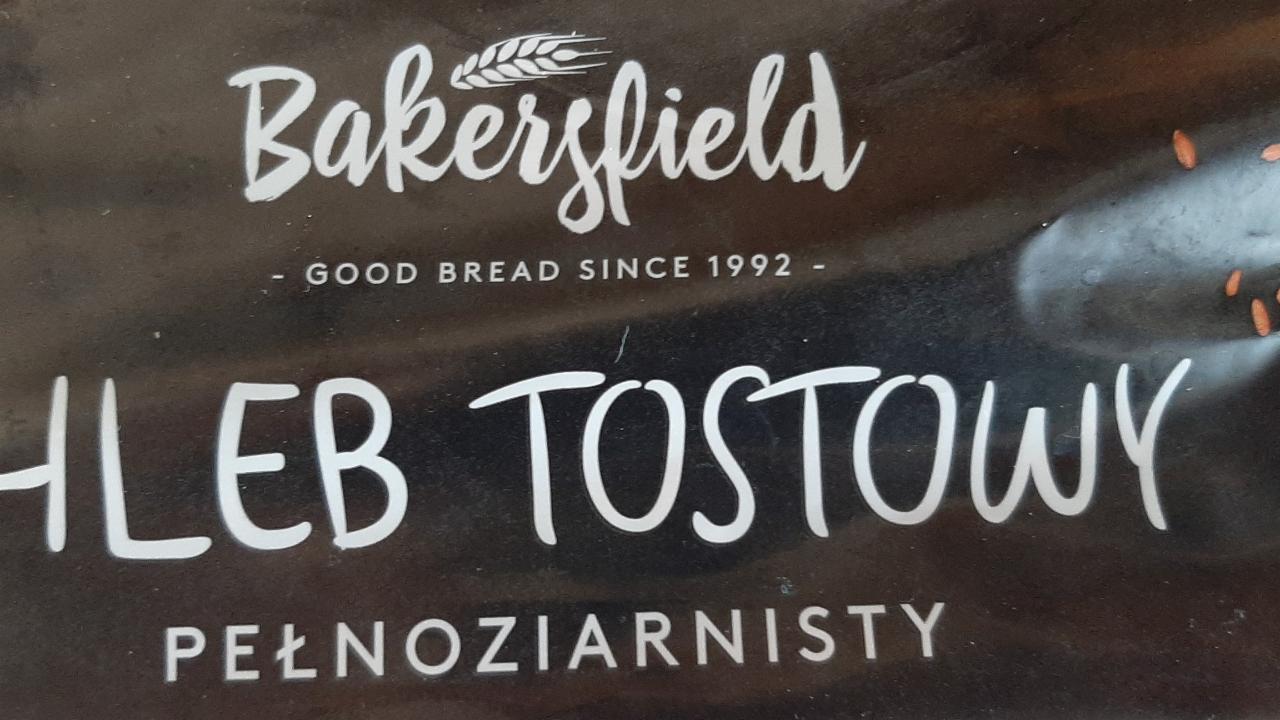 Bakersfield
- GOOD BREAD SINCE 1992 -
HLEB TOSTOWY
PEŁNOZIARNISTY